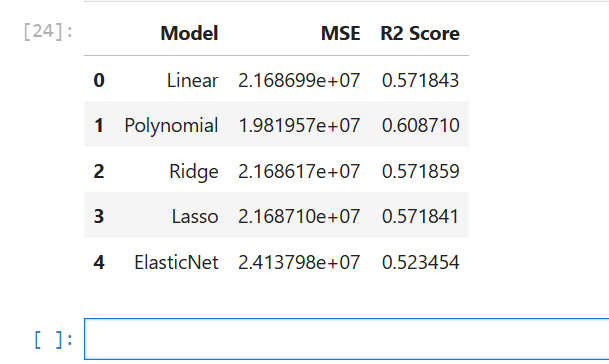 [24]:
Model MSE R2 Score
0 Linear 2.168699e+07 0.571843
1 Polynomial 1.981957e+07 0.608710
2 Ridge 2.168617e+07 0.571859
3 Lasso 2.168710e+07 0.571841
4 ElasticNet 2.413798e+07 0.523454
[ ]: